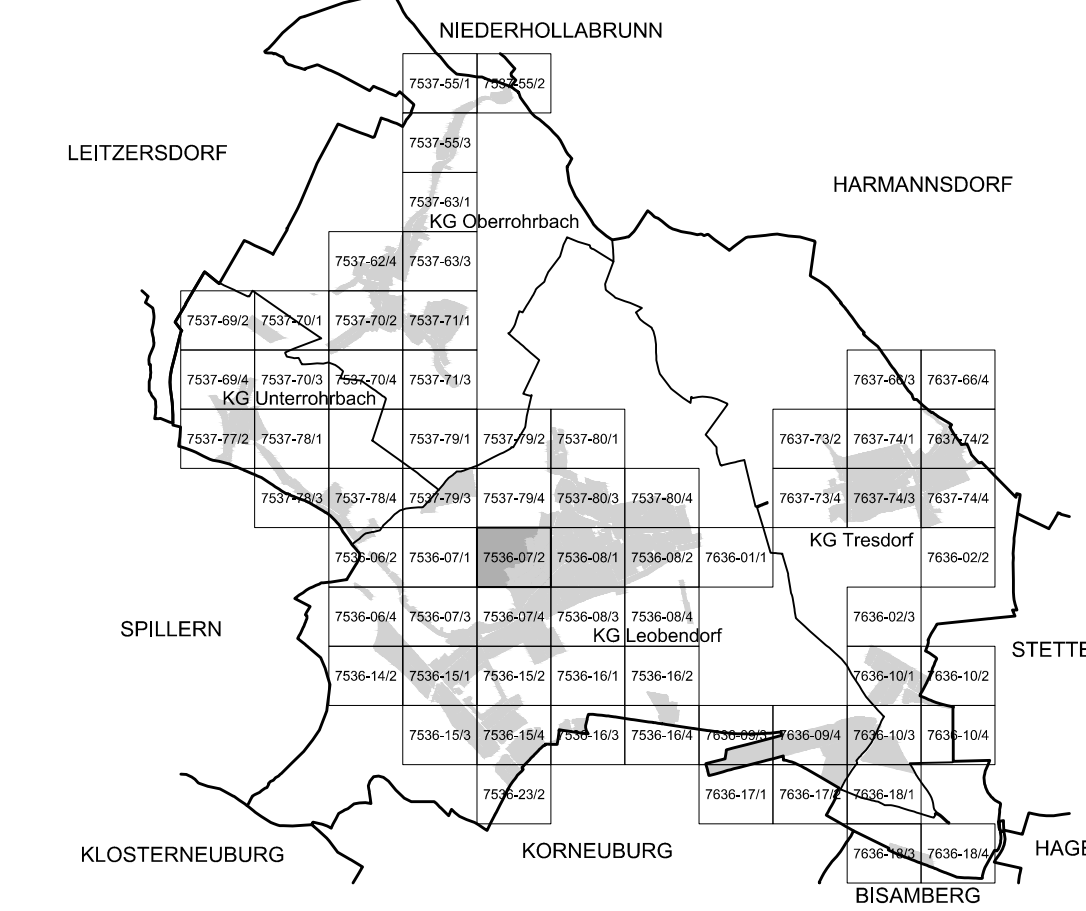 NIEDERHOLLABRUNN
7537-55/1 7537-55/2
7537-55/3
LEITZERSDORF
HARMANNSDORF
7537-63/1
KG Oberrohrbach
7537-62/4 7537-63/3
7537-69/2 7537-70/1 7537-70/2 7537-71/1
7537-69/4 7537-70/3 7537-70/4 7537-71/3 7637-66/3 7637-66/4
KG Unterrohrbach
7537-77/2 7537-78/1 7537-79/1 7537-79/2 7537-80/1 7637-73/2 7637-74/1 7637-74/2
7537-78/3 7537-78/4 7537-79/3 7537-79/4 7537-80/3 7537-80/4 7637-73/4 7637-74/3 7637-74/4
KG Tresdorf
7536-06/2 7536-07/1 7536-07/2 7536-08/1 7536-08/2 7636-01/1 7636-02/2
7536-06/4 7536-07/3 7536-07/4 7536-08/3 7536-08/4 7636-02/3
SPILLERN
KG Leobendorf
STETTE
7536-14/2 7536-15/1 7536-15/2 7536-16/1 7536-16/2 7636-10/1 7636-10/2
7536-15/3 7536-15/4 7536-16/3 7536-16/4 7636-09/3 7636-09/4 7636-10/3 7636-10/4
7536-23/2 7636-17/1 7636-17/2 7636-18/1
KLOSTERNEUBURG
KORNEUBURG
HAGE
7636-18/3 7636-18/4
BISAMBERG